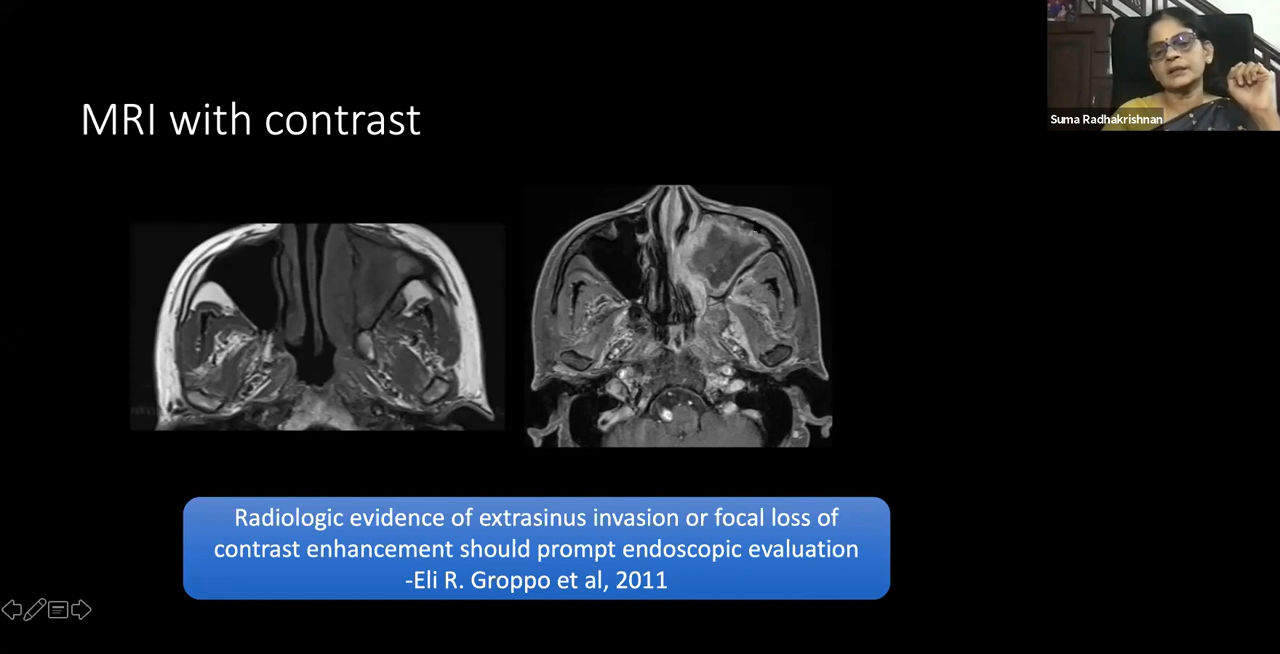 MRI with contrast
Suma Radhakrishnan
Radiologic evidence of extrasinus invasion or focal loss of
contrast enhancement should prompt endoscopic evaluation
-Eli R. Groppo et al, 2011